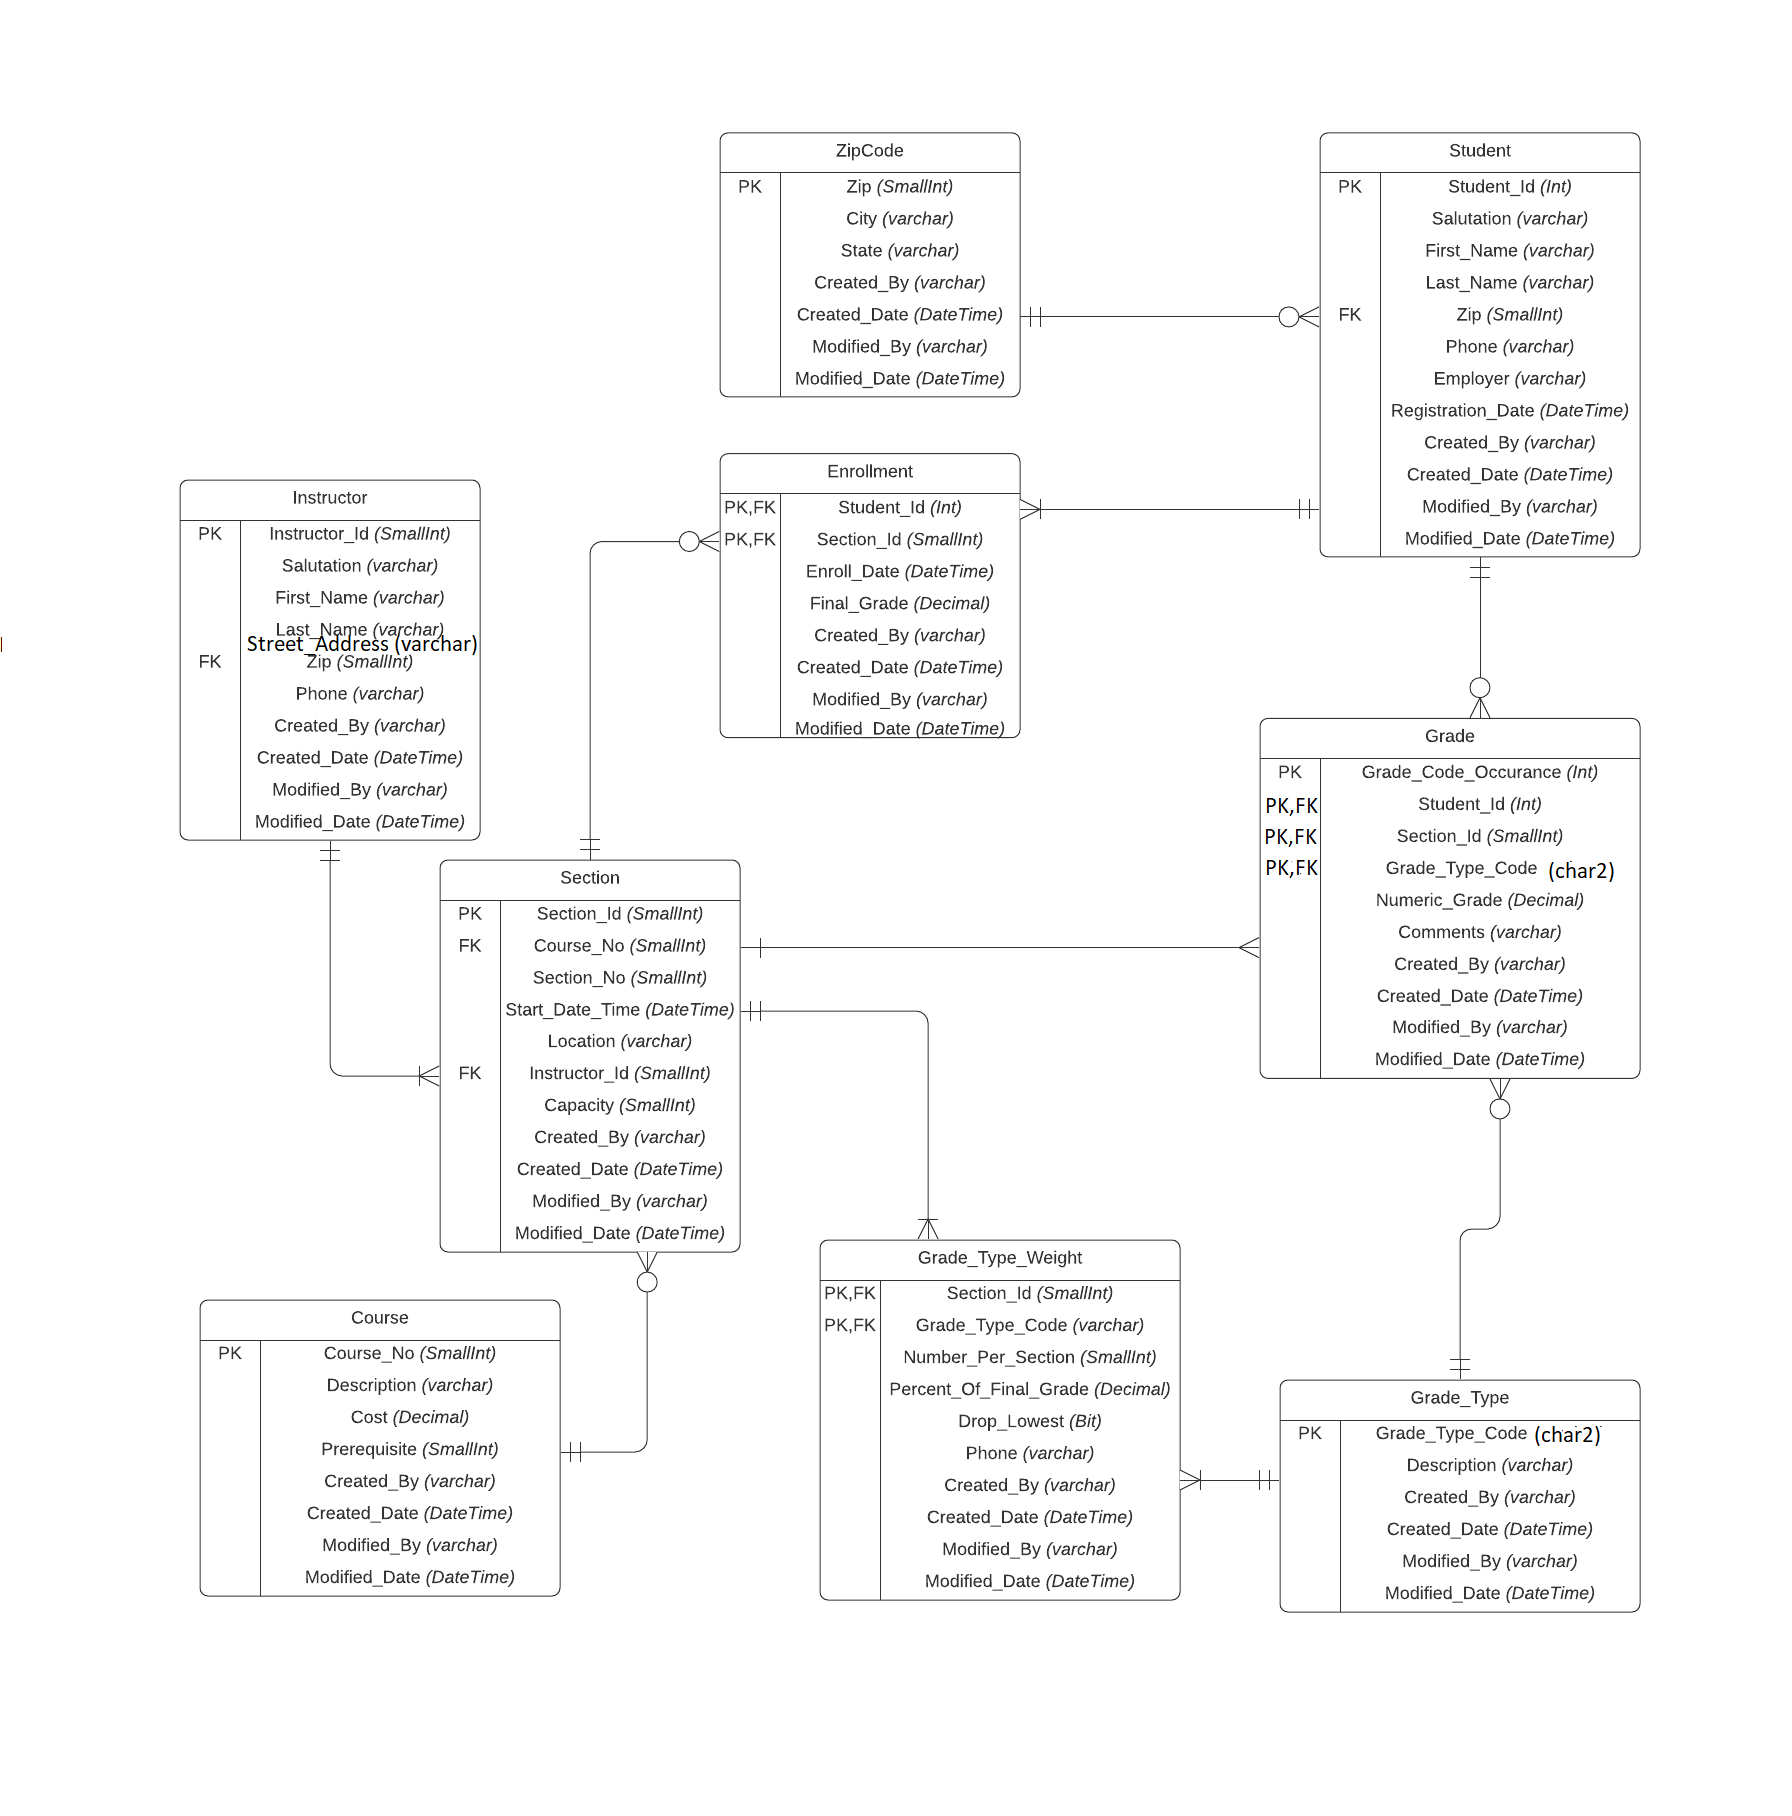 ZipCode
PK Zip (SmallInt)
City (varchar)
State (varchar)
Created_By (varchar)
Created_Date (DateTime)
Modified_By (varchar)
Modified_Date (DateTime)
Student
PK Student_Id (Int)
Salutation (varchar)
First_Name (varchar)
Last_Name (varchar)
FK Zip (SmallInt)
Phone (varchar)
Employer (varchar)
Registration_Date (DateTime)
Created_By (varchar)
Created_Date (DateTime)
Modified_By (varchar)
Modified_Date (DateTime)
Enrollment
PK,FK Student_Id (Int)
PK,FK Section_Id (SmallInt)
Enroll_Date (DateTime)
Final_Grade (Decimal)
Created_By (varchar)
Created_Date (DateTime)
Modified_By (varchar)
Modified_Date (DateTime)
Instructor
PK Instructor_Id (SmallInt)
Salutation (varchar)
First_Name (varchar)
Last_Name (varchar)
Street_Address (varchar)
FK Zip (SmallInt)
Phone (varchar)
Created_By (varchar)
Created_Date (DateTime)
Modified_By (varchar)
Modified_Date (DateTime)
Grade
PK Grade_Code_Occurance (Int)
PK,FK Student_Id (Int)
PK,FK Section_Id (SmallInt)
PK,FK Grade_Type_Code (char2)
Numeric_Grade (Decimal)
Comments (varchar)
Created_By (varchar)
Created_Date (DateTime)
Modified_By (varchar)
Modified_Date (DateTime)
Section
PK Section_Id (SmallInt)
FK Course_No (SmallInt)
Section_No (SmallInt)
Start_Date_Time (DateTime)
Location (varchar)
FK Instructor_Id (SmallInt)
Capacity (SmallInt)
Created_By (varchar)
Created_Date (DateTime)
Modified_By (varchar)
Modified_Date (DateTime)
Course
PK Course_No (SmallInt)
Description (varchar)
Cost (Decimal)
Prerequisite (SmallInt)
Created_By (varchar)
Created_Date (DateTime)
Modified_By (varchar)
Modified_Date (DateTime)
Grade_Type_Weight
PK,FK Section_Id (SmallInt)
PK,FK Grade_Type_Code (varchar)
Number_Per_Section (SmallInt)
Percent_Of_Final_Grade (Decimal)
Drop_Lowest (Bit)
Phone (varchar)
Created_By (varchar)
Created_Date (DateTime)
Modified_By (varchar)
Modified_Date (DateTime)
Grade_Type
PK Grade_Type_Code (char2)
Description (varchar)
Created_By (varchar)
Created_Date (DateTime)
Modified_By (varchar)
Modified_Date (DateTime)